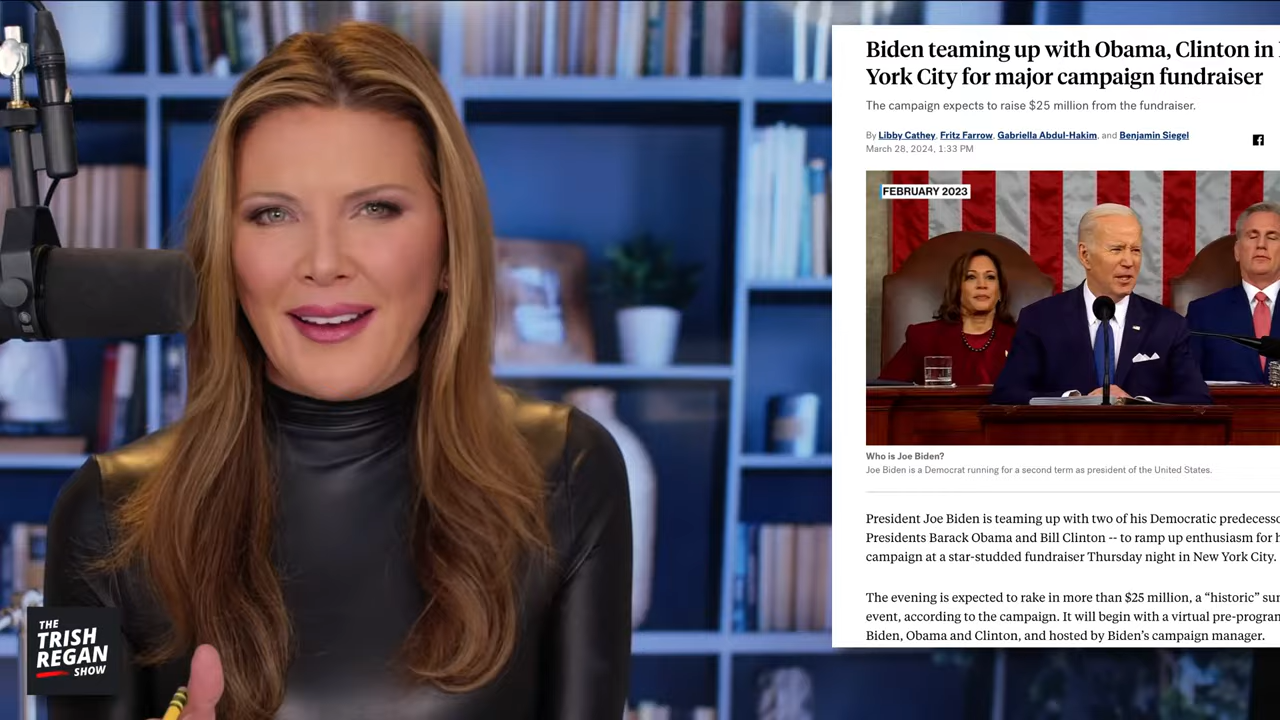 Biden teaming up with Obama, Clinton in
York City for major campaign fundraiser
The campaign expects to raise $25 million from the fundraiser.
By Libby Cathey, Fritz Farrow, Gabriella Abdul-Hakim, and Benjamin Siegel
March 28, 2024, 1:33 PM
FEBRUARY 2023
Who is Joe Biden?
Joe Biden is a Democrat running for a second term as president of the United States.
President Joe Biden is teaming up with two of his Democratic
Presidents Barack Obama and Bill Clinton -- to ramp up enthusiasm for
campaign at a star-studded fundraiser Thursday night in New York City.
The evening is expected to rake in more than $25 million, a “historic”
event, according to the campaign. It will begin with a virtual
Biden, Obama and Clinton, and hosted by Biden’s campaign manager.
THE
TRISH
REGAN
SHOW